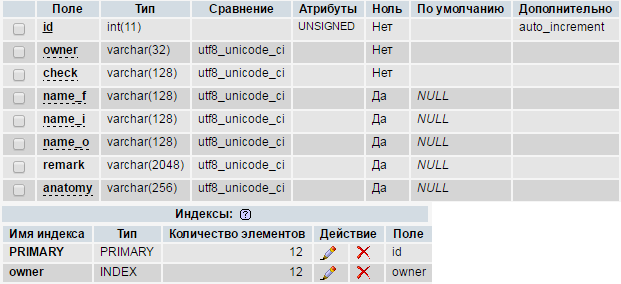 Поле Тип Сравнение Атрибуты Ноль По умолчанию Дополнительно
id int(11) UNSIGNED Нет auto_increment
owner varchar(32) utf8_unicode_ci Нет
check varchar(128) utf8_unicode_ci Нет
name_f varchar(128) utf8_unicode_ci Да NULL
name_i varchar(128) utf8_unicode_ci Да NULL
name_o varchar(128) utf8_unicode_ci Да NULL
remark varchar(2048) utf8_unicode_ci Да NULL
anatomy varchar(256) utf8_unicode_ci Да NULL
Индексы: ?
Имя индекса Тип Количество элементов Действие Поле
PRIMARY PRIMARY 12 id
owner INDEX 12 owner